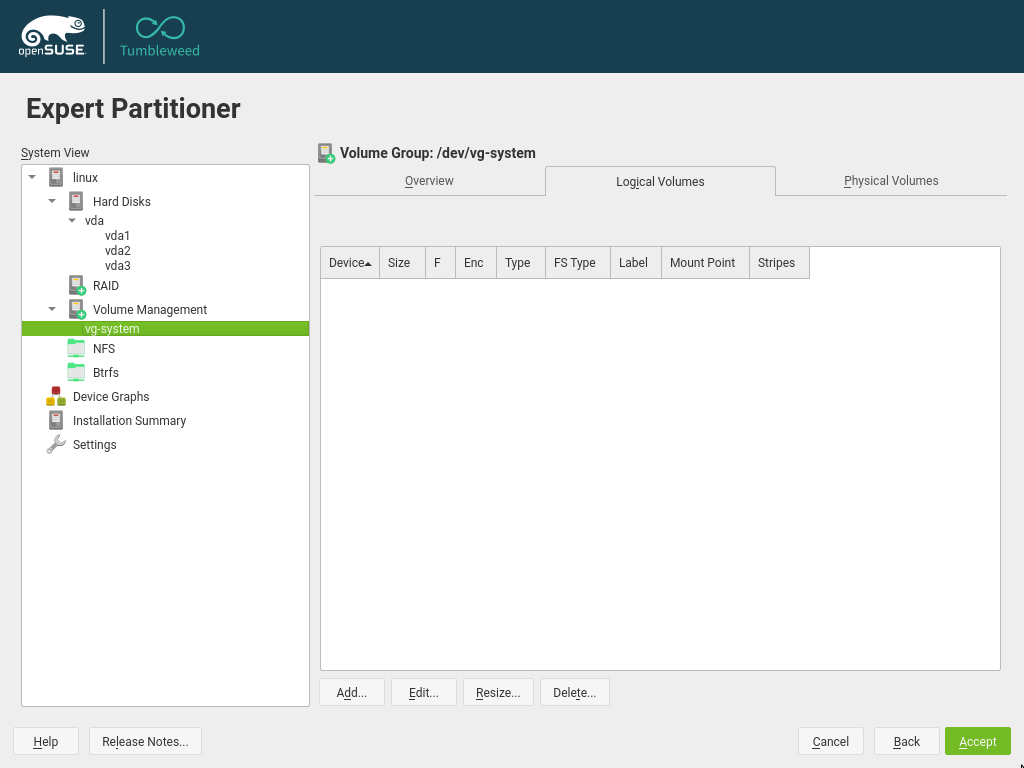 openSUSE
Tumbleweed
Expert Partitioner
System View
linux
Hard Disks
vda
vda1
vda2
vda3
RAID
Volume Management
vg-system
NFS
Btrfs
Device Graphs
Installation Summary
Settings
Volume Group: /dev/vg-system
Overview Logical Volumes Physical Volumes
Device Size F Enc Type FS Type Label Mount Point Stripes
Add... Edit... Resize... Delete...
Help Release Notes... Cancel Back Accept